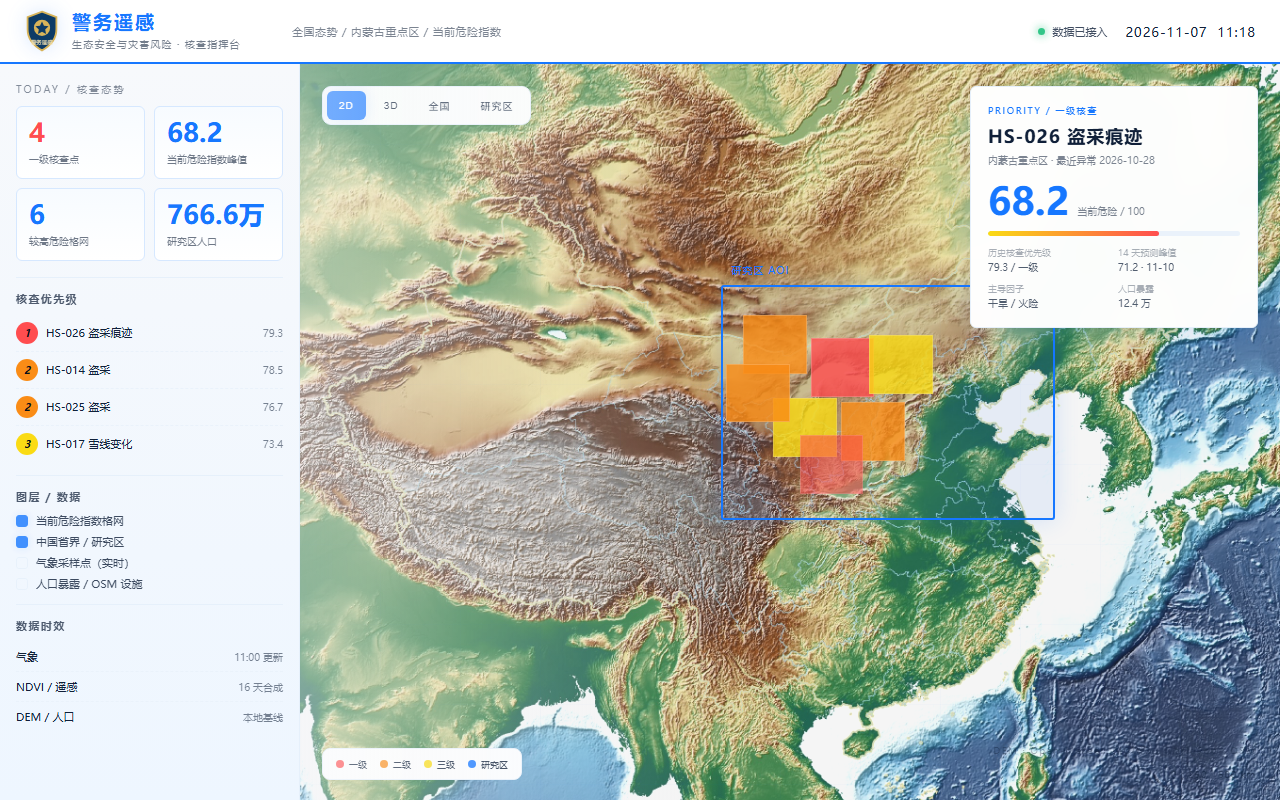 警务遥感
生态安全与灾害风险 · 核查指挥台
全国态势 / 内蒙古重点区 / 当前危险指数
数据已接入
2026-11-07 11:18
TODAY / 核查态势
4
一级核查点
68.2
当前危险指数峰值
6
较高危险格网
766.6万
研究区人口
核查优先级
1 HS-026 盗采痕迹 79.3
2 HS-014 盗采 78.5
2 HS-025 盗采 76.7
3 HS-017 雪线变化 73.4
图层 / 数据
当前危险指数格网
中国省界 / 研究区
气象采样点（实时）
人口暴露 / OSM 设施
数据时效
气象 11:00 更新
NDVI / 遥感 16 天合成
DEM / 人口 本地基线
2D 3D 全国 研究区
研究区 AOI
PRIORITY / 一级核查
HS-026 盗采痕迹
内蒙古重点区 · 最近异常 2026-10-28
68.2 当前危险 / 100
历史核查优先级
79.3 / 一级
14 天预测峰值
71.2 · 11-10
主导因子
干旱 / 火险
人口暴露
12.4 万
一级 二级 三级 研究区